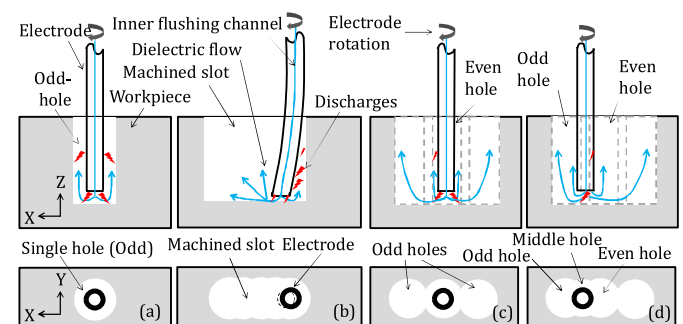 Electrode
Inner flushing channel
Dielectric flow
Machined slot
Workpiece
Odd-
hole
Discharges
Electrode
rotation
Even
hole
Odd
hole
Even
hole
Z
X
Single hole (Odd)
Y
X
(a)
Machined slot
Electrode
(b)
Odd holes
(c)
Middle hole
Odd hole
Even hole
(d)